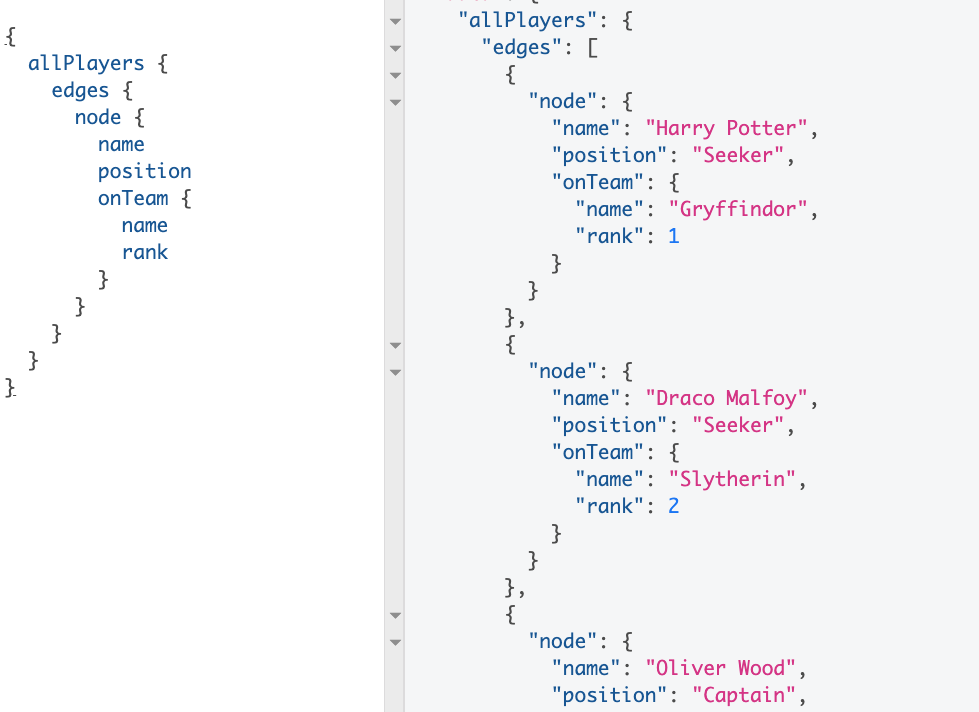 {
  allPlayers {
    edges {
      node {
        name
        position
        onTeam {
          name
          rank
        }
      }
    }
  }
}
"allPlayers": {
  "edges": [
    {
      "node": {
        "name": "Harry Potter",
        "position": "Seeker",
        "onTeam": {
          "name": "Gryffindor",
          "rank": 1
        }
      }
    },
    {
      "node": {
        "name": "Draco Malfoy",
        "position": "Seeker",
        "onTeam": {
          "name": "Slytherin",
          "rank": 2
        }
      }
    },
    {
      "node": {
        "name": "Oliver Wood",
        "position": "Captain",